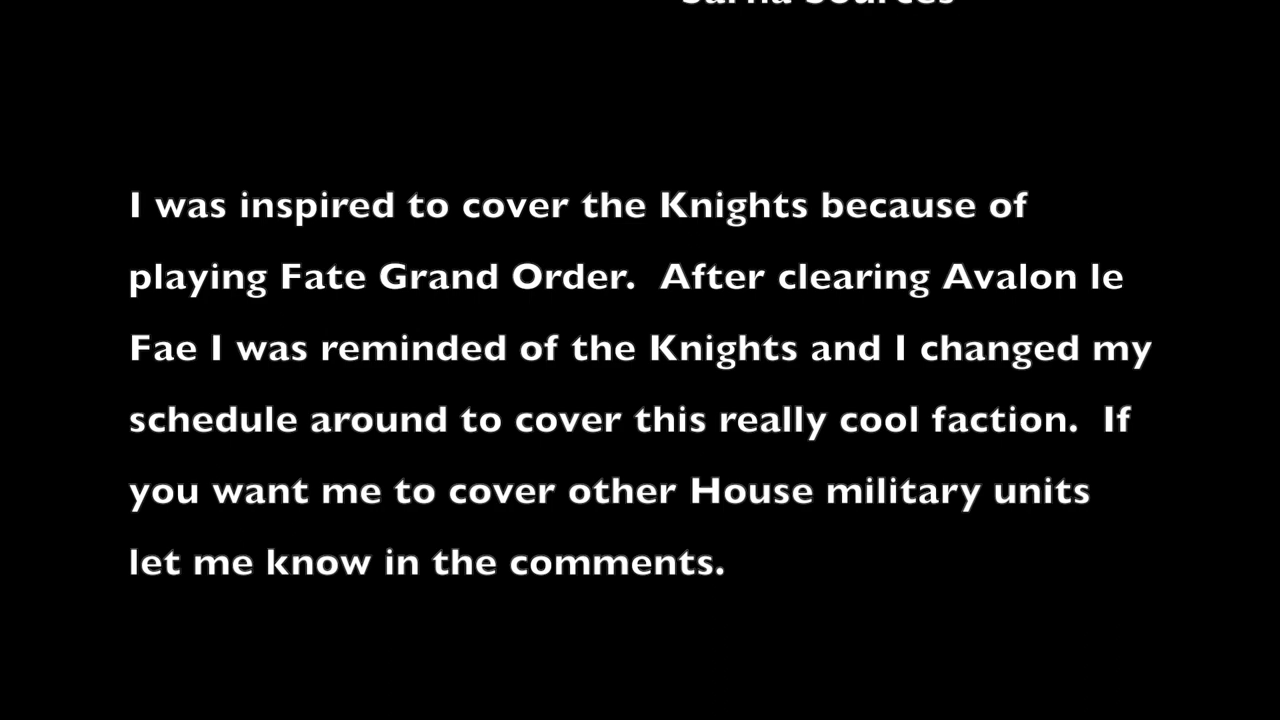 Sarna Sources
I was inspired to cover the Knights because of
playing Fate Grand Order.  After clearing Avalon le
Fae I was reminded of the Knights and I changed my
schedule around to cover this really cool faction.  If
you want me to cover other House military units
let me know in the comments.